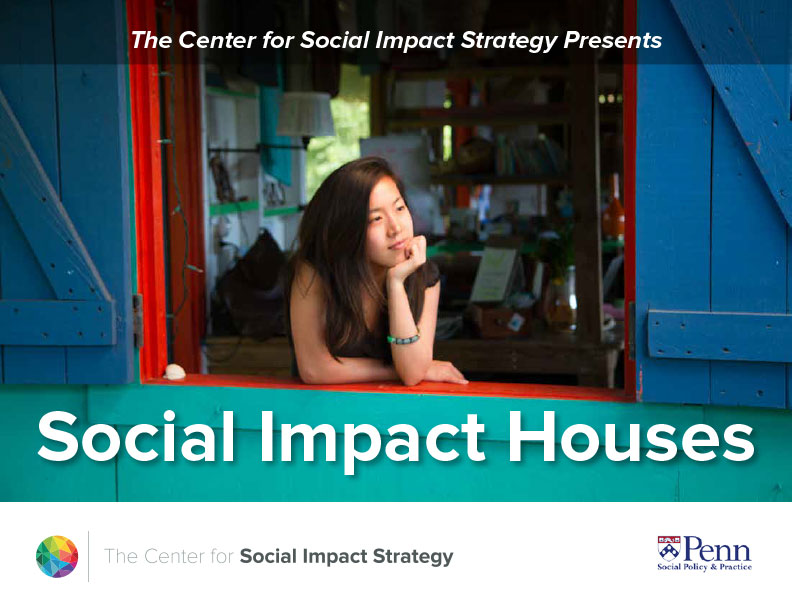 The Center for Social Impact Strategy Presents
Social Impact Houses
The Center for Social Impact Strategy
Penn
Social Policy & Practice